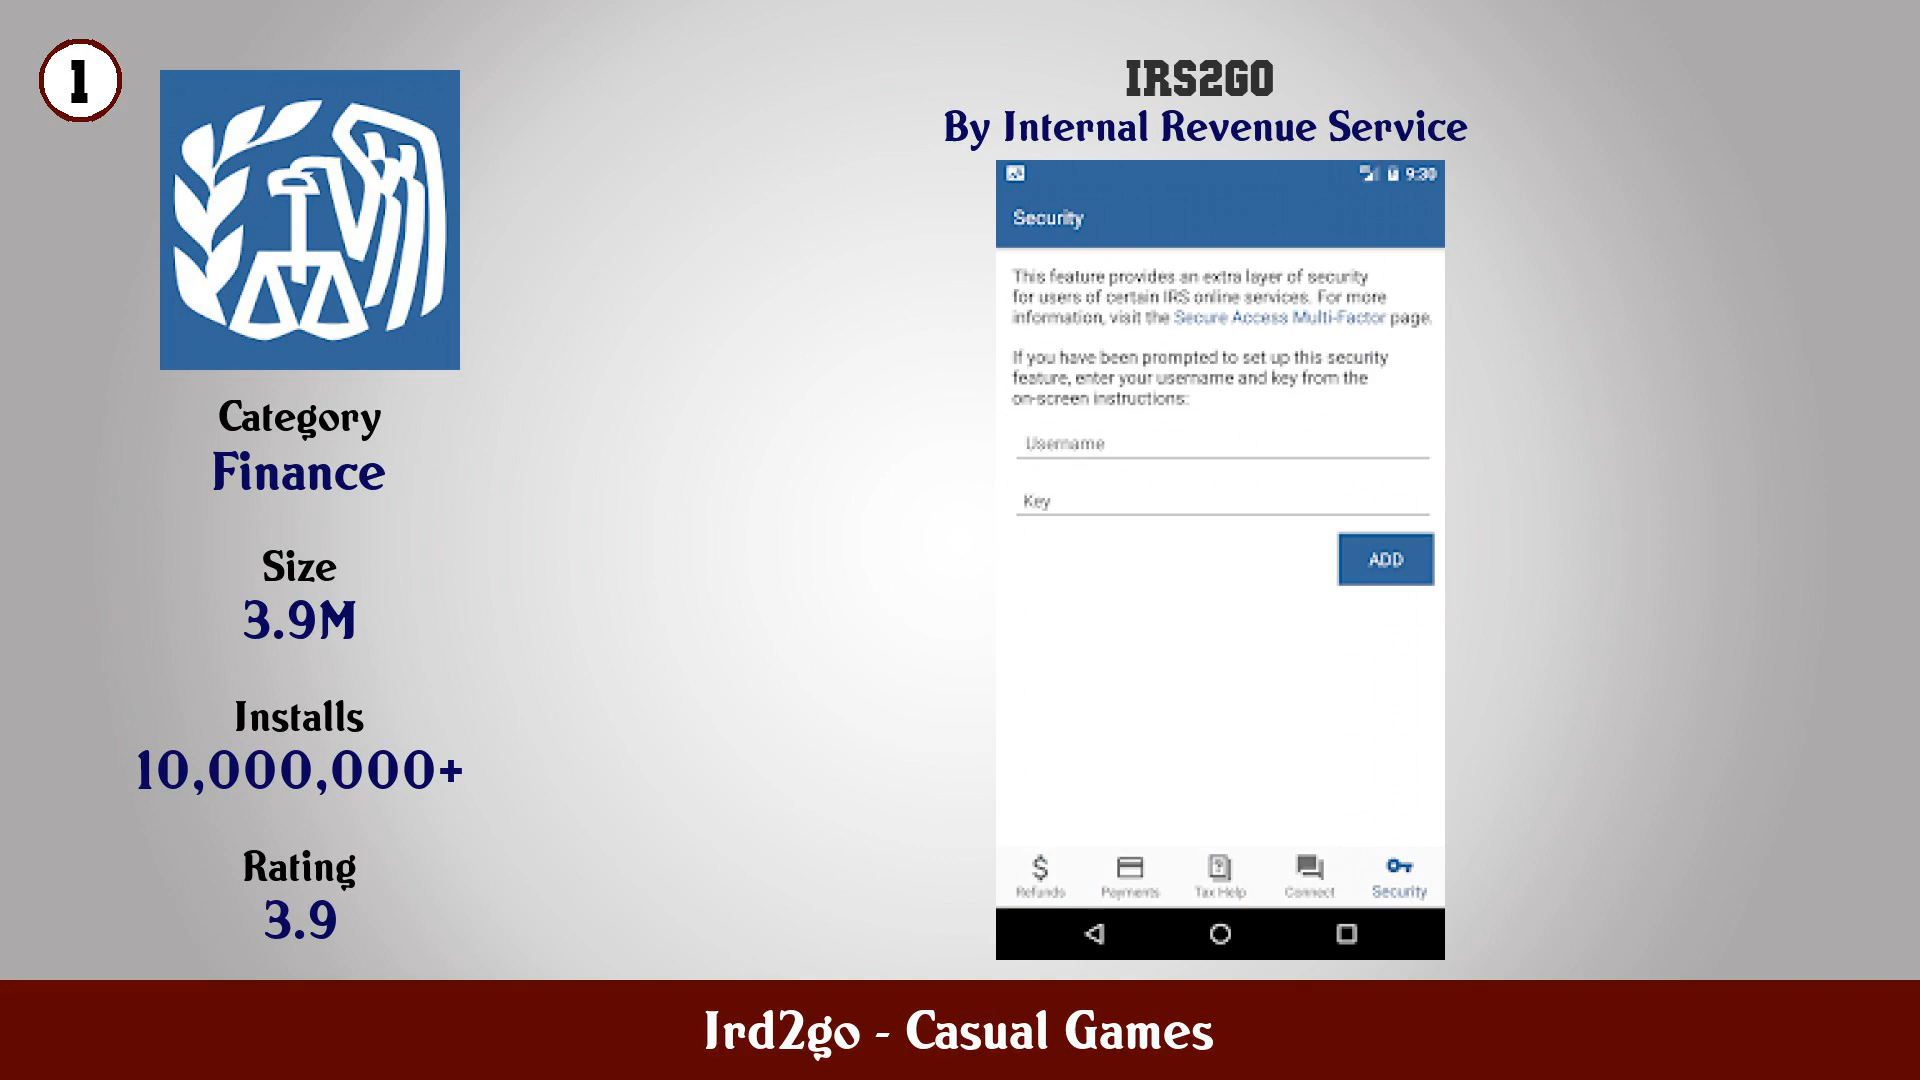 1
IRS2GO
By Internal Revenue Service
9:30
Security
This feature provides an extra layer of security
for users of certain IRS online services. For more
information, visit the Secure Access Multi-Factor page.
If you have been prompted to set up this security
feature, enter your username and key from the
on-screen instructions:
Username
Key
ADD
Refunds
Payments
Tax Help
Connect
Security
Category
Finance
Size
3.9M
Installs
10,000,000+
Rating
3.9
Ird2go - Casual Games